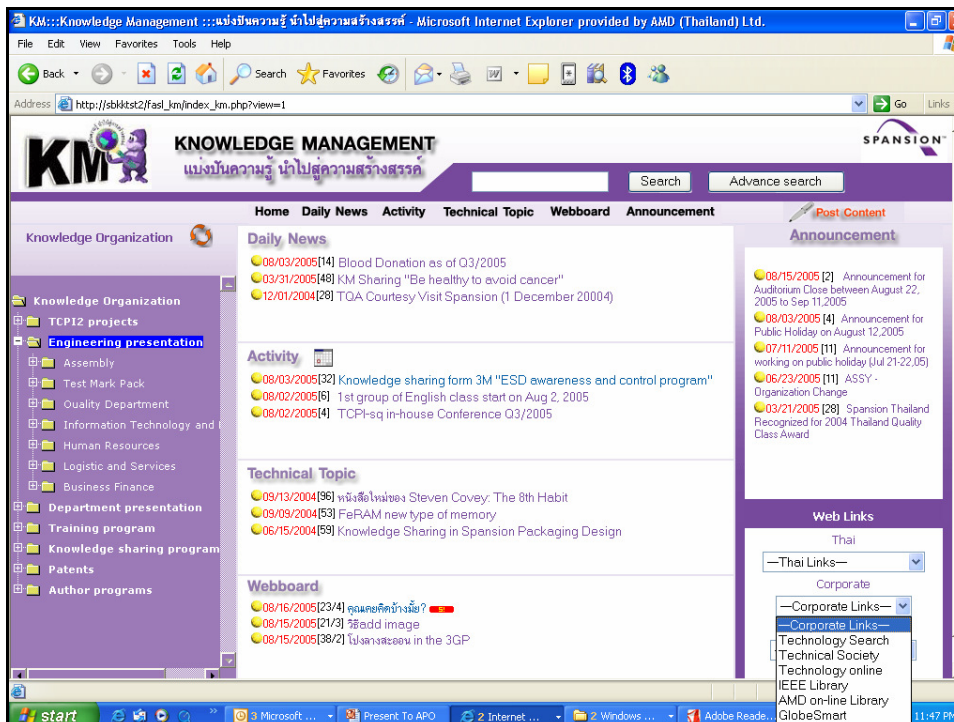 KM:::Knowledge Management :::แบ่งปันความรู้ นำไปสู่ความสร้างสรรค์ - Microsoft Internet Explorer provided by AMD (Thailand) Ltd.
File Edit View Favorites Tools Help
Back Search Favorites
Address http://sbkktst2/fasl_km/index_km.php?view=1 Go Links
KM KNOWLEDGE MANAGEMENT
แบ่งปันความรู้ นำไปสู่ความสร้างสรรค์
SPANSION
Search Advance search
Home Daily News Activity Technical Topic Webboard Announcement Post Content
Knowledge Organization
Knowledge Organization
TCPI2 projects
Engineering presentation
Assembly
Test Mark Pack
Quality Department
Information Technology and
Human Resources
Logistic and Services
Business Finance
Department presentation
Training program
Knowledge sharing program
Patents
Author programs
Daily News
08/03/2005[14] Blood Donation as of Q3/2005
03/31/2005[48] KM Sharing "Be healthy to avoid cancer"
12/01/2004[28] TQA Courtesy Visit Spansion (1 December 20004)
Activity
08/03/2005[32] Knowledge sharing form 3M "ESD awareness and control program"
08/02/2005[6] 1st group of English class start on Aug 2, 2005
08/02/2005[4] TCPI-sq in-house Conference Q3/2005
Technical Topic
09/13/2004[96] หนังสือใหม่ของ Steven Covey: The 8th Habit
09/09/2004[53] FeRAM new type of memory
06/15/2004[59] Knowledge Sharing in Spansion Packaging Design
Webboard
08/16/2005[23/4] คุณเคยคิดบ้างมั้ย?
08/15/2005[21/3] วิธีadd image
08/15/2005[38/2] โปงลางสะออน in the 3GP
Announcement
08/15/2005 [2] Announcement for
Auditorium Close between August 22,
2005 to Sep 11,2005
08/03/2005 [4] Announcement for
Public Holiday on August 12,2005
07/11/2005 [11] Announcement for
working on public holiday (Jul 21-22,05)
06/23/2005 [11] ASSY -
Organization Change
03/21/2005 [28] Spansion Thailand
Recognized for 2004 Thailand Quality
Class Award
Web Links
Thai
—Thai Links—
Corporate
—Corporate Links—
—Corporate Links—
Technology Search
Technical Society
Technology online
IEEE Library
AMD on-line Library
GlobeSmart
start 3 Microsoft ... Present To APO 2 Internet ... 2 Windows ... Adobe Reade... 11:47 PM